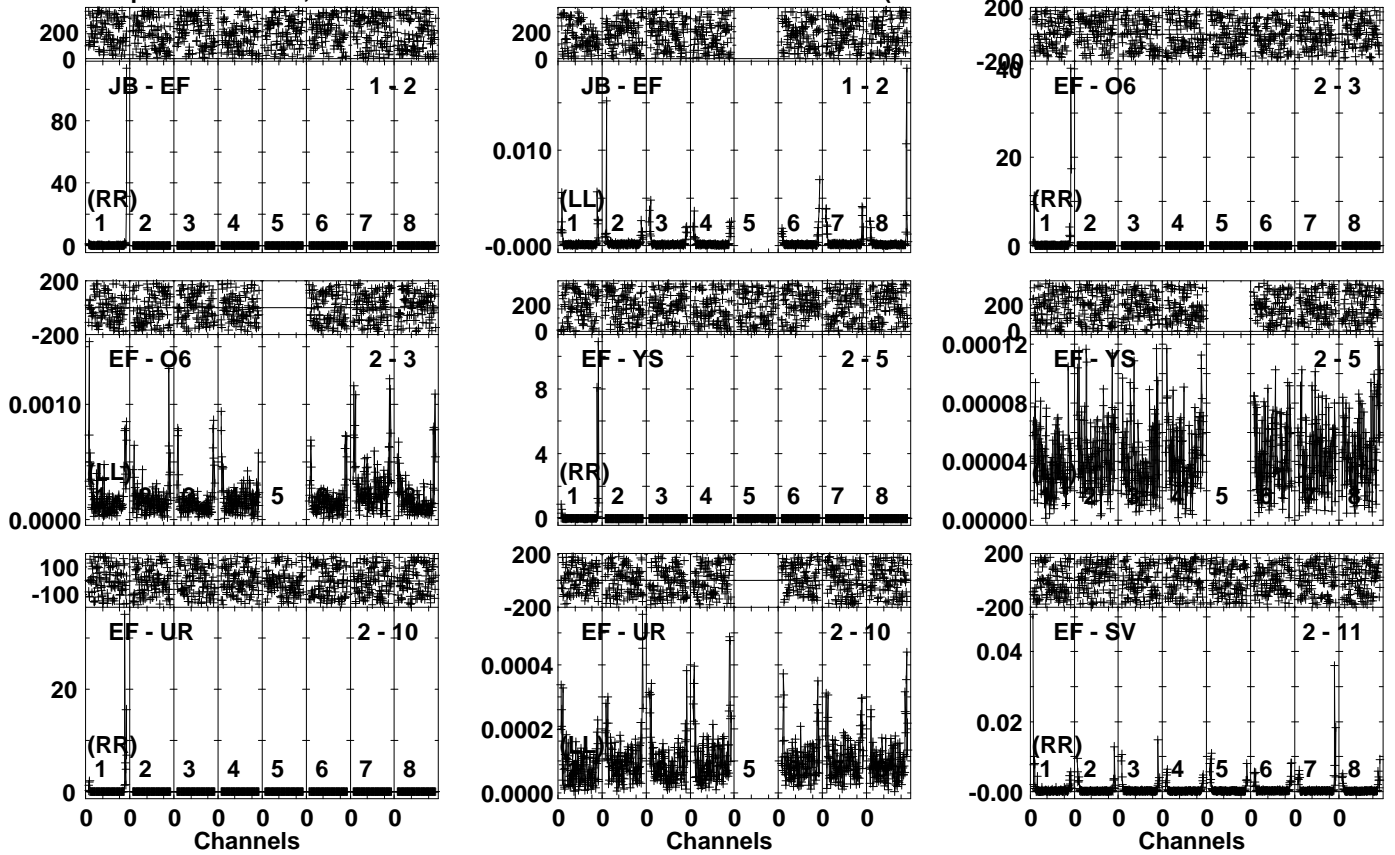 200
0
JB - EF 1 - 2
80
40
0
(RR)
1 2 3 4 5 6 7 8
200
0
JB - EF 1 - 2
0.010
-0.000
(LL)
1 2 3 4 5 6 7 8
200
-200
40
EF - O6 2 - 3
20
0
(RR)
1 2 3 4 5 6 7 8
200
-200
EF - O6 2 - 3
0.0010
0.0000
(LL)
5
200
0
EF - YS 2 - 5
8
4
0
(RR)
1 2 3 4 5 6 7 8
200
0
0.00012
EF - YS 2 - 5
0.00008
0.00004
0.00000
5
100
-100
EF - UR 2 - 10
20
0
(RR)
1 2 3 4 5 6 7 8
0 0 0 0 0 0 0 0
Channels
200
-200
EF - UR 2 - 10
0.0004
0.0002
0.0000
(LL)
5
0 0 0 0 0 0 0 0
Channels
200
-200
EF - SV 2 - 11
0.04
0.02
-0.00
(RR)
1 2 3 4 5 6 7 8
0 0 0 0 0 0 0
Channels